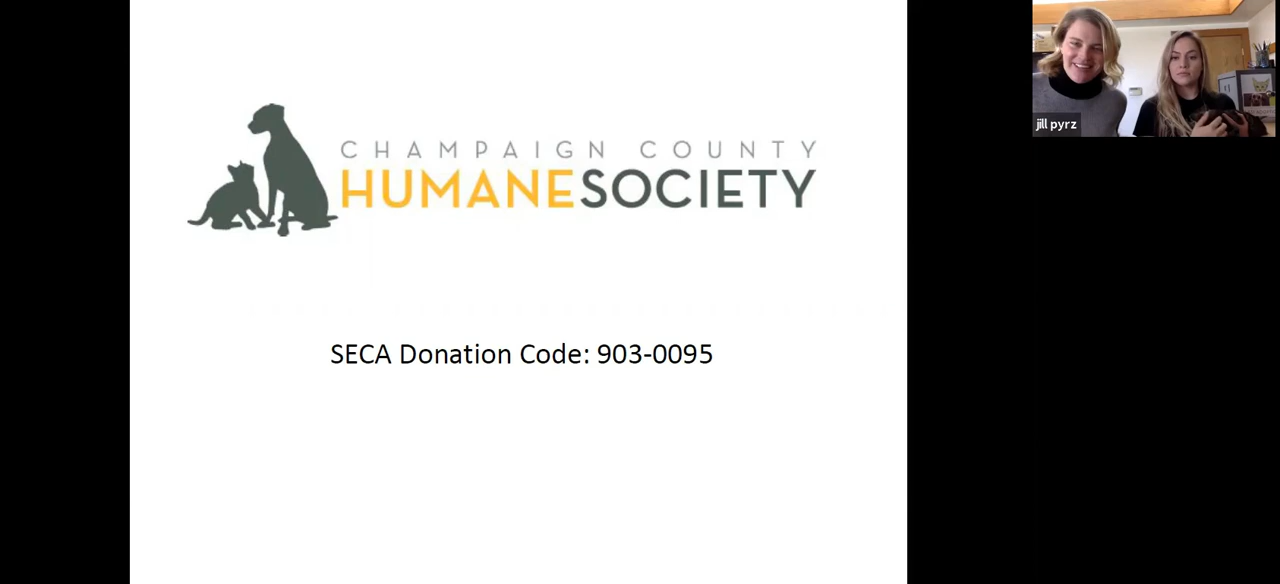 CHAMPAIGN COUNTY
HUMANESOCIETY
SECA Donation Code: 903-0095
jill pyrz